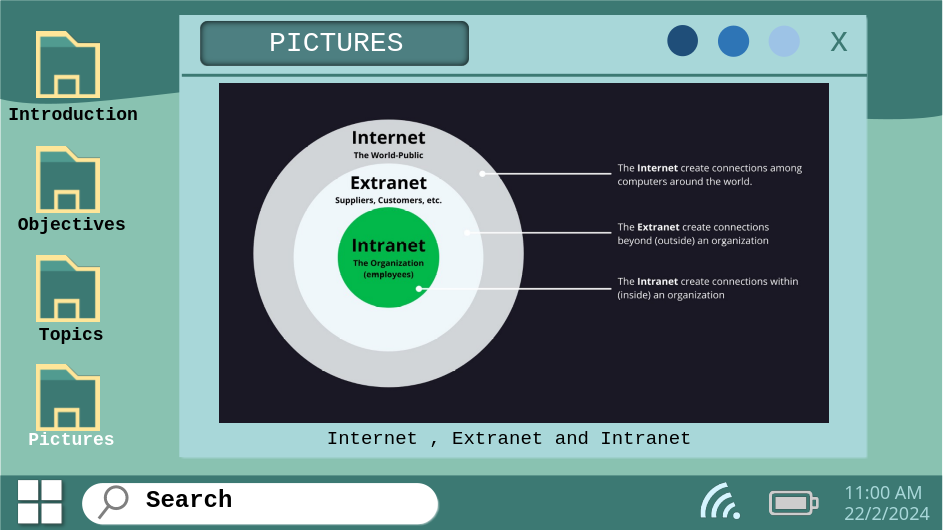 PICTURES
X
Introduction
Objectives
Topics
Pictures
Internet
The World-Public
Extranet
Suppliers, Customers, etc.
Intranet
The Organization
(employees)
The Internet create connections among
computers around the world.
The Extranet create connections
beyond (outside) an organization
The Intranet create connections within
(inside) an organization
Internet , Extranet and Intranet
Search
11:00 AM
22/2/2024